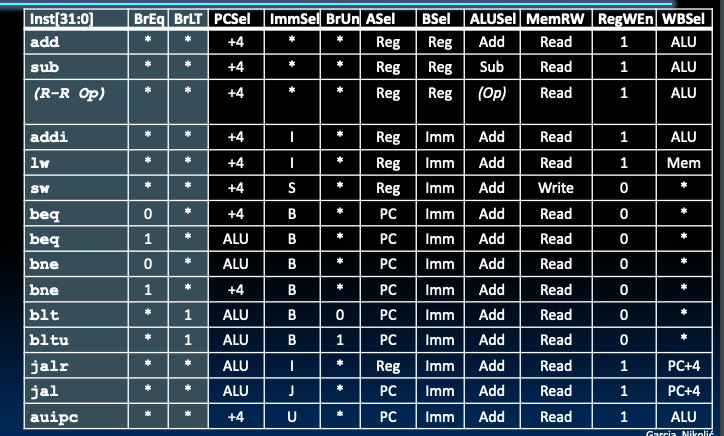 Inst[31:0] BrEq BrLT PCSel ImmSel BrUn ASel BSel ALUSel MemRW RegWEn WBSel
add * * +4 * * Reg Reg Add Read 1 ALU
sub * * +4 * * Reg Reg Sub Read 1 ALU
(R-R Op) * * +4 * * Reg Reg (Op) Read 1 ALU
addi * * +4 I * Reg Imm Add Read 1 ALU
lw * * +4 I * Reg Imm Add Read 1 Mem
sw * * +4 S * Reg Imm Add Write 0 *
beq 0 * +4 B * PC Imm Add Read 0 *
beq 1 * ALU B * PC Imm Add Read 0 *
bne 0 * ALU B * PC Imm Add Read 0 *
bne 1 * +4 B * PC Imm Add Read 0 *
blt * 1 ALU B 0 PC Imm Add Read 0 *
bltu * 1 ALU B 1 PC Imm Add Read 0 *
jalr * * ALU I * Reg Imm Add Read 1 PC+4
jal * * ALU J * PC Imm Add Read 1 PC+4
auipc * * +4 U * PC Imm Add Read 1 ALU
Garcia, Nikolić